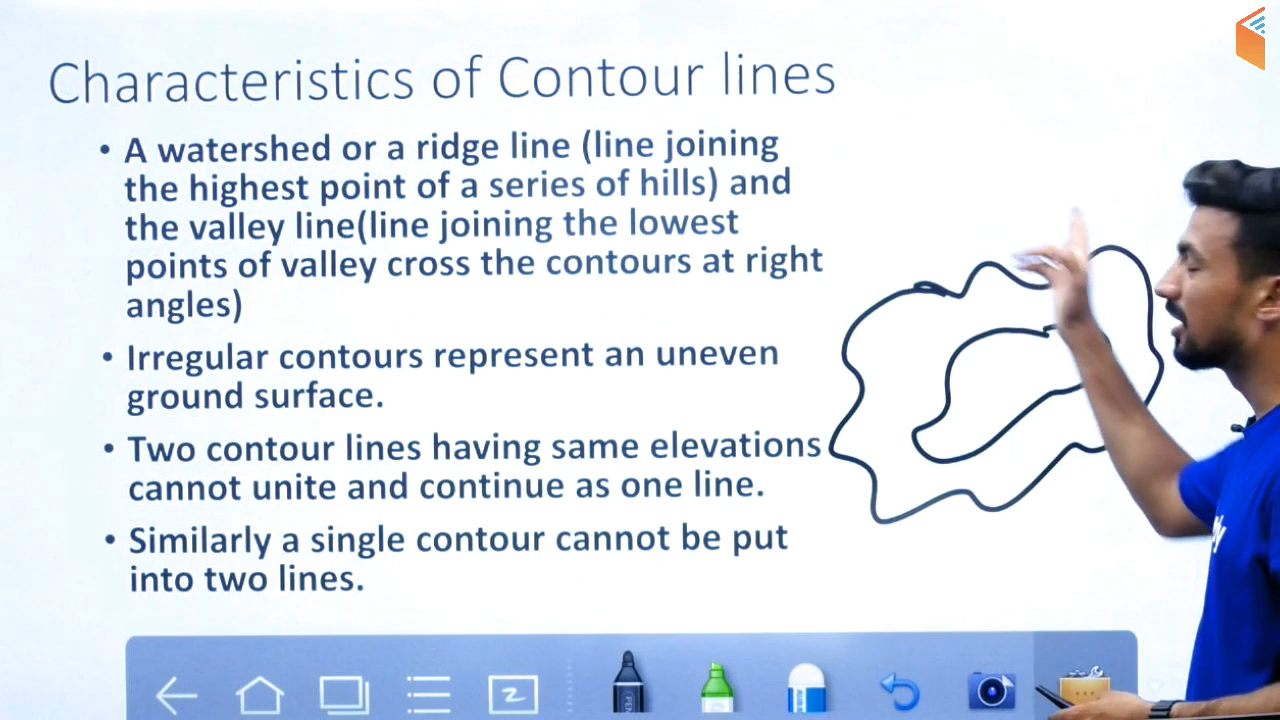 Characteristics of Contour lines
• A watershed or a ridge line (line joining
the highest point of a series of hills) and
the valley line(line joining the lowest
points of valley cross the contours at right
angles)
• Irregular contours represent an uneven
ground surface.
• Two contour lines having same elevations
cannot unite and continue as one line.
• Similarly a single contour cannot be put
into two lines.